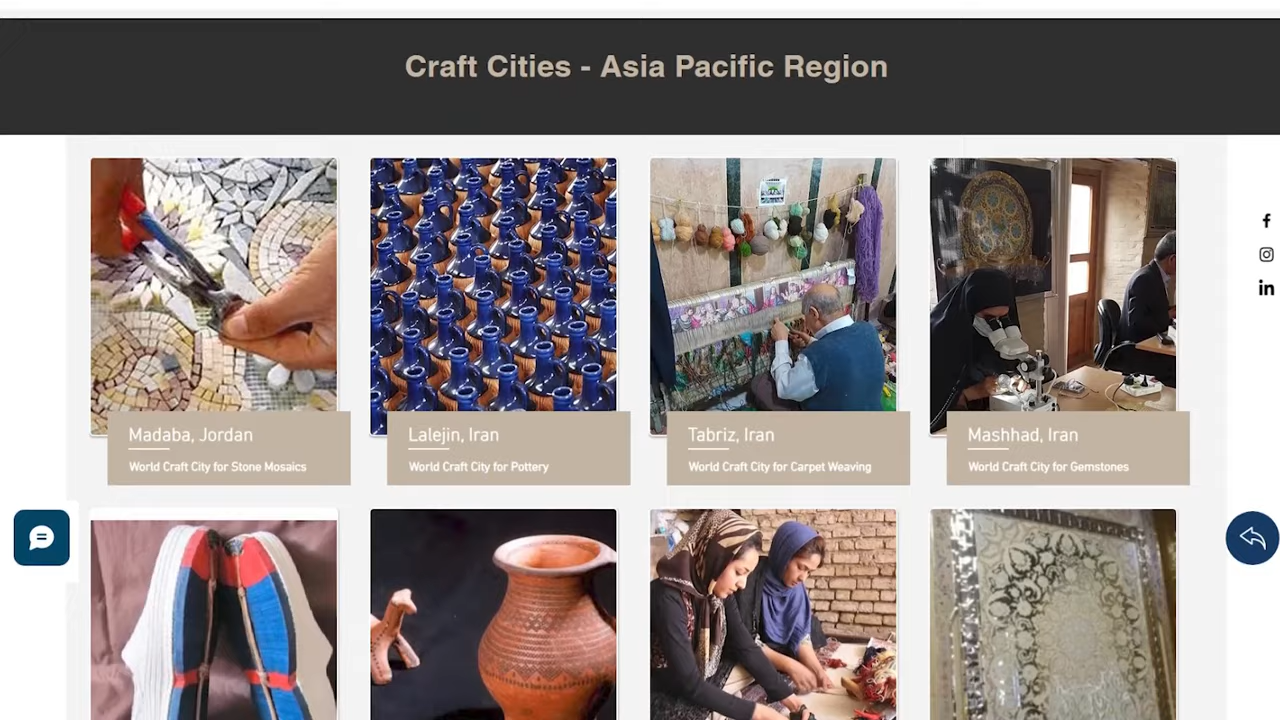 Craft Cities - Asia Pacific Region
Madaba, Jordan
World Craft City for Stone Mosaics
Lalejin, Iran
World Craft City for Pottery
Tabriz, Iran
World Craft City for Carpet Weaving
Mashhad, Iran
World Craft City for Gemstones